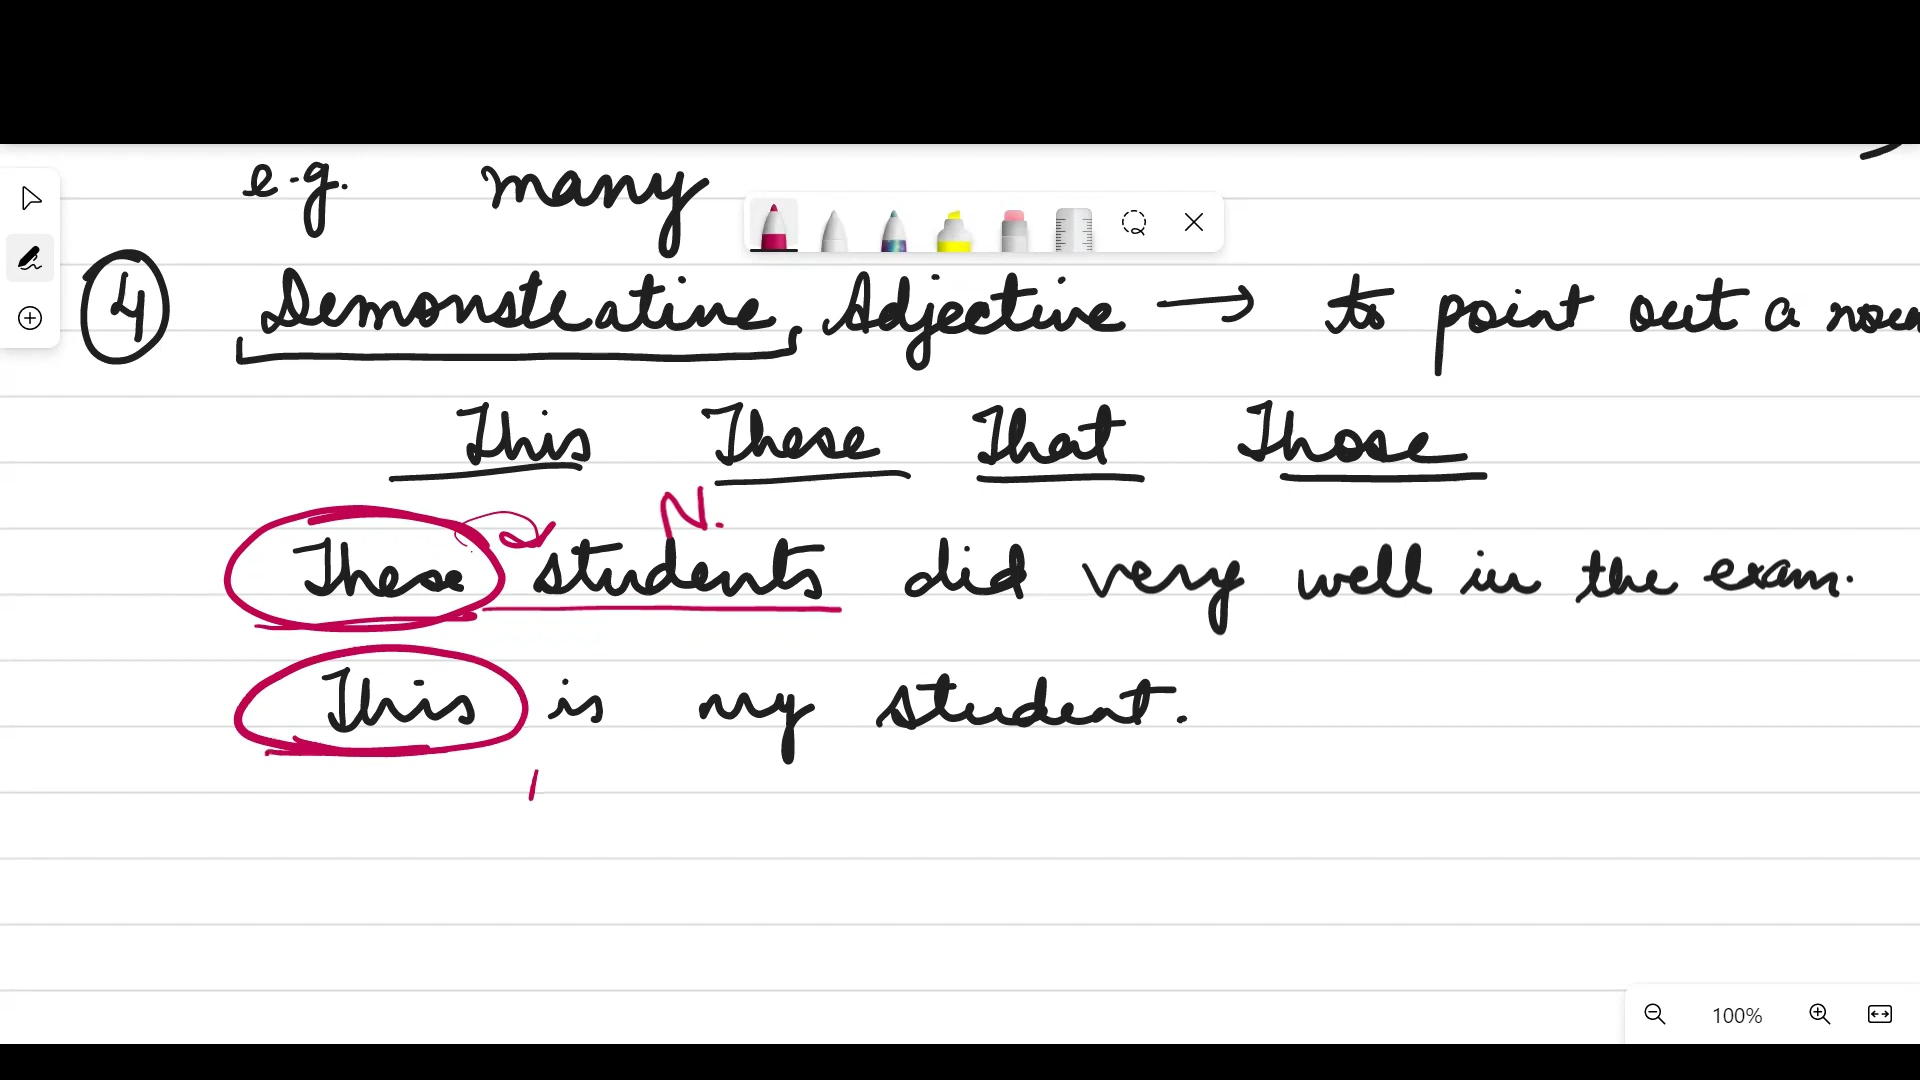 e.g. many
④ Demonstrative Adjective → to point out a noun
This These That Those
N.
These students did very well in the exam.
This is my student.
100%